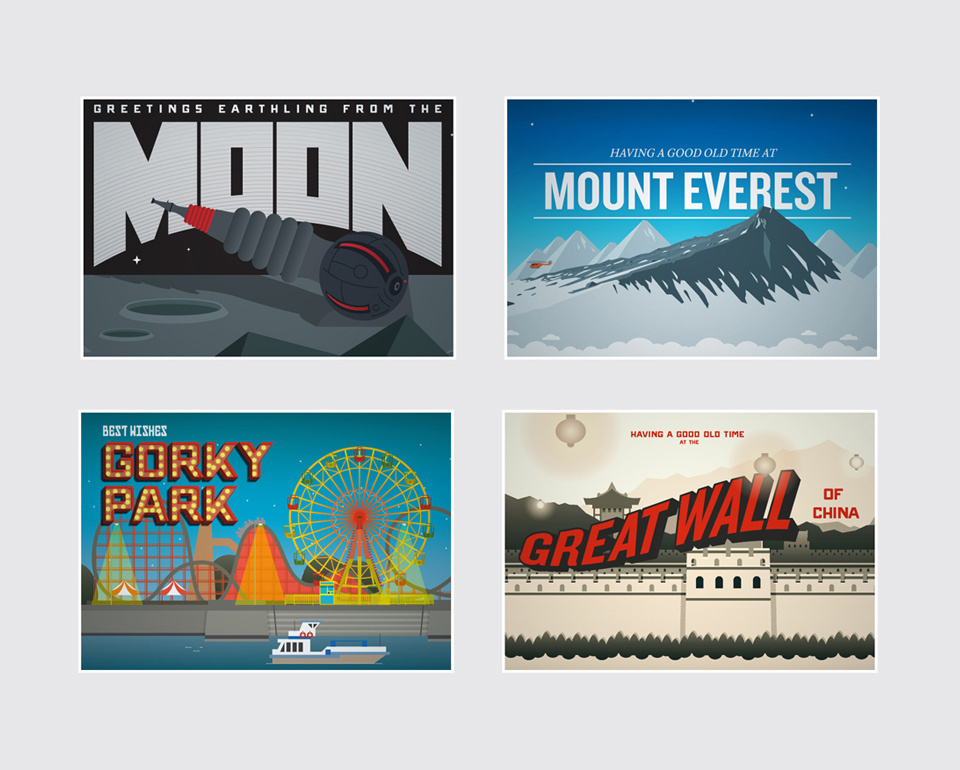 GREETINGS EARTHLING FROM THE
MOON
HAVING A GOOD OLD TIME AT
MOUNT EVEREST
BEST WISHES
GORKY
PARK
HAVING A GOOD OLD TIME
AT THE
GREAT WALL
OF
CHINA